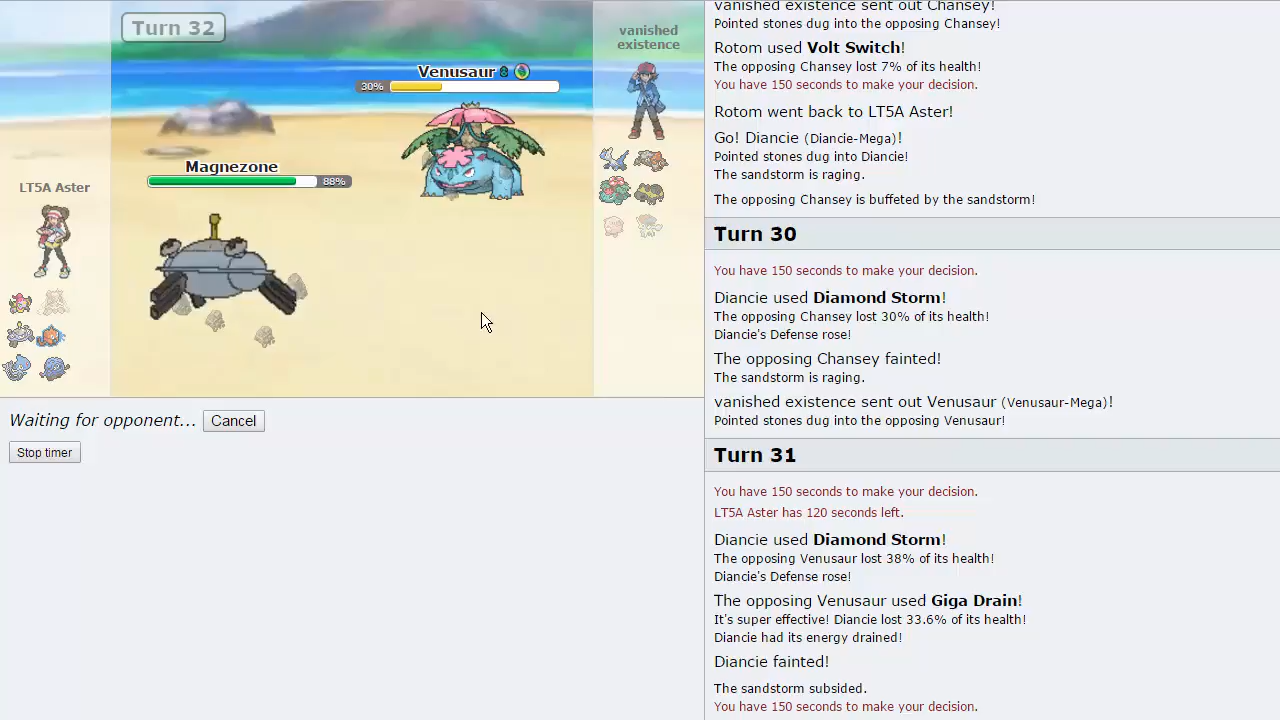 Turn 32
vanished
existence
Venusaur
30%
Magnezone
88%
LT5A Aster
Waiting for opponent...
Cancel
Stop timer
vanished existence sent out Chansey!
Pointed stones dug into the opposing Chansey!
Rotom used Volt Switch!
The opposing Chansey lost 7% of its health!
You have 150 seconds to make your decision.
Rotom went back to LT5A Aster!
Go! Diancie (Diancie-Mega)!
Pointed stones dug into Diancie!
The sandstorm is raging.
The opposing Chansey is buffeted by the sandstorm!
Turn 30
You have 150 seconds to make your decision.
Diancie used Diamond Storm!
The opposing Chansey lost 30% of its health!
Diancie's Defense rose!
The opposing Chansey fainted!
The sandstorm is raging.
vanished existence sent out Venusaur (Venusaur-Mega)!
Pointed stones dug into the opposing Venusaur!
Turn 31
You have 150 seconds to make your decision.
LT5A Aster has 120 seconds left.
Diancie used Diamond Storm!
The opposing Venusaur lost 38% of its health!
Diancie's Defense rose!
The opposing Venusaur used Giga Drain!
It's super effective! Diancie lost 33.6% of its health!
Diancie had its energy drained!
Diancie fainted!
The sandstorm subsided.
You have 150 seconds to make your decision.